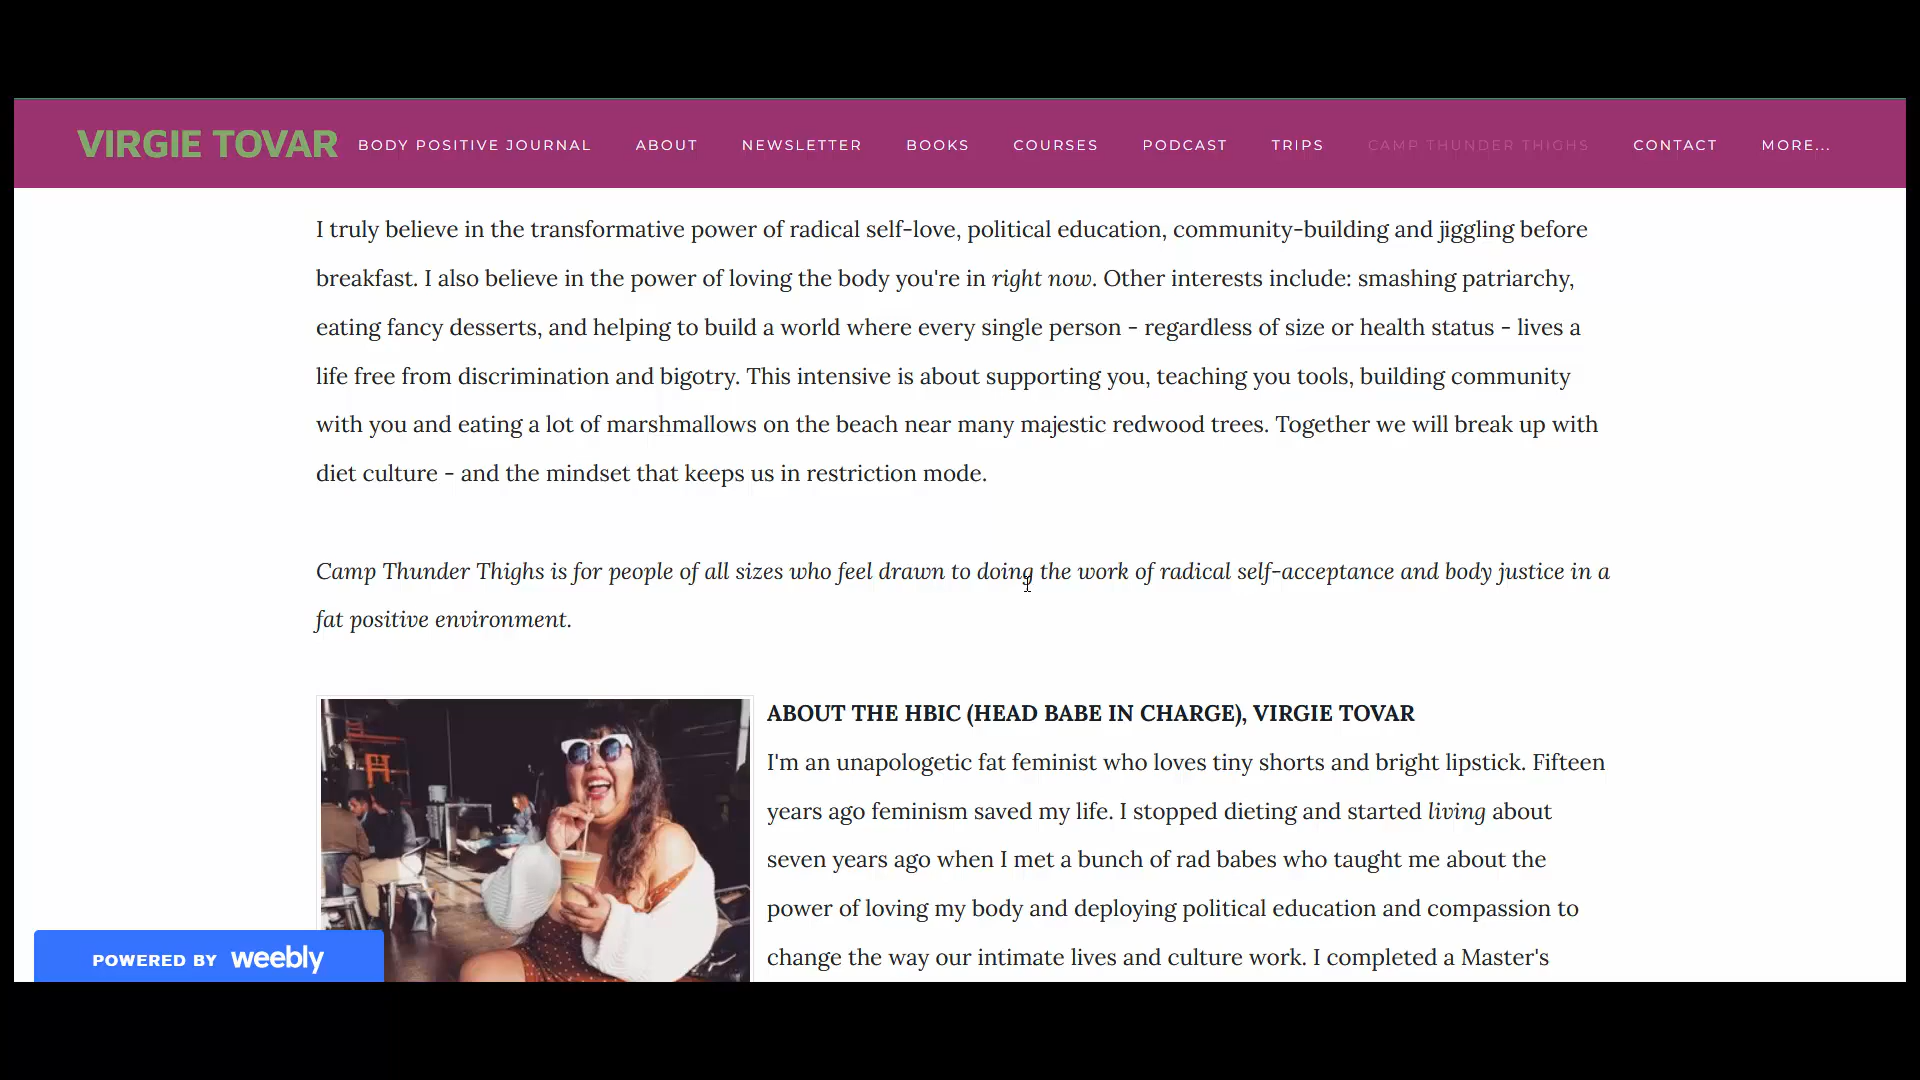 VIRGIE TOVAR
BODY POSITIVE JOURNAL ABOUT NEWSLETTER BOOKS COURSES PODCAST TRIPS CAMP THUNDER THIGHS CONTACT MORE...
I truly believe in the transformative power of radical self-love, political education, community-building and jiggling before
breakfast. I also believe in the power of loving the body you're in right now. Other interests include: smashing patriarchy,
eating fancy desserts, and helping to build a world where every single person - regardless of size or health status - lives a
life free from discrimination and bigotry. This intensive is about supporting you, teaching you tools, building community
with you and eating a lot of marshmallows on the beach near many majestic redwood trees. Together we will break up with
diet culture - and the mindset that keeps us in restriction mode.
Camp Thunder Thighs is for people of all sizes who feel drawn to doing the work of radical self-acceptance and body justice in a
fat positive environment.
ABOUT THE HBIC (HEAD BABE IN CHARGE), VIRGIE TOVAR
I'm an unapologetic fat feminist who loves tiny shorts and bright lipstick. Fifteen
years ago feminism saved my life. I stopped dieting and started living about
seven years ago when I met a bunch of rad babes who taught me about the
power of loving my body and deploying political education and compassion to
change the way our intimate lives and culture work. I completed a Master's
POWERED BY weebly